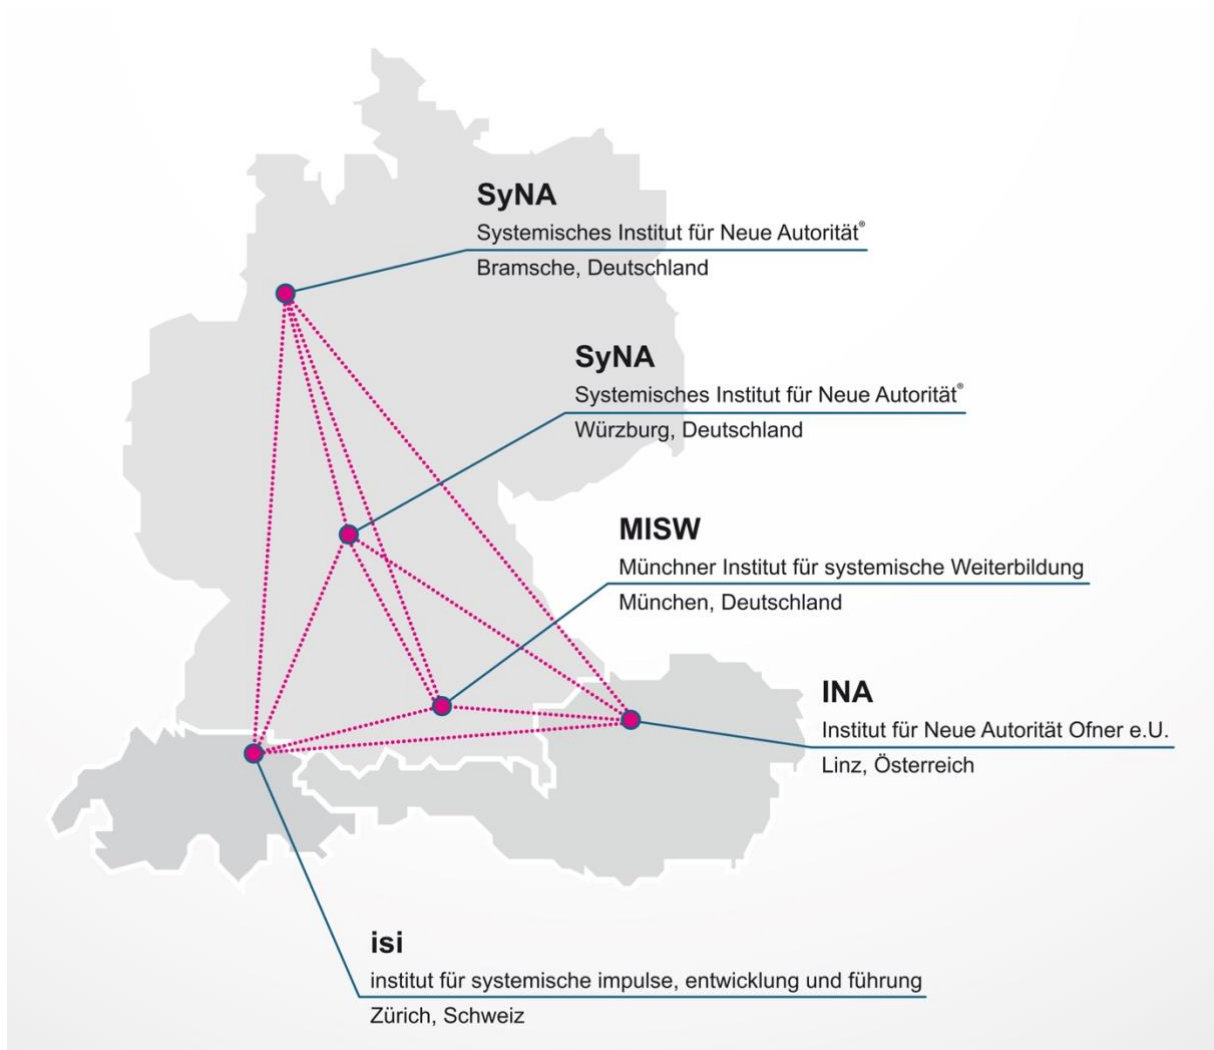 SyNA
Systemisches Institut für Neue Autorität®
Bramsche, Deutschland
SyNA
Systemisches Institut für Neue Autorität®
Würzburg, Deutschland
MISW
Münchner Institut für systemische Weiterbildung
München, Deutschland
INA
Institut für Neue Autorität Ofner e.U.
Linz, Österreich
isi
institut für systemische impulse, entwicklung und führung
Zürich, Schweiz